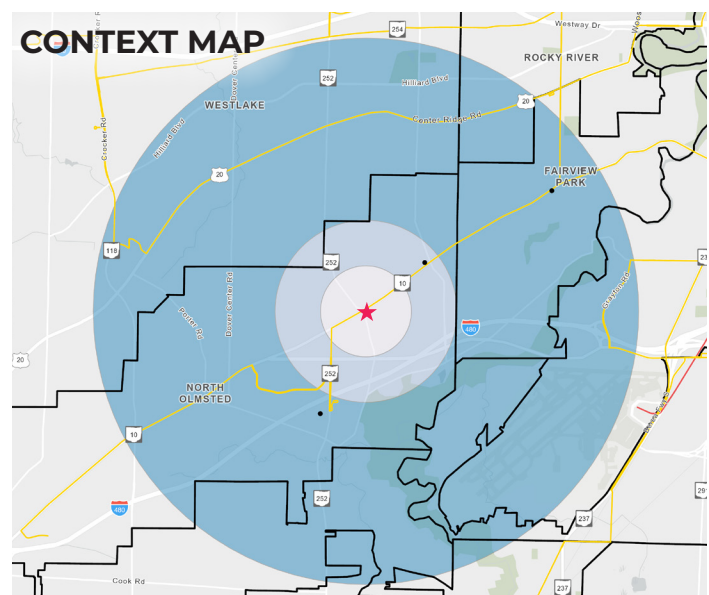 CONTEXT MAP
Westway Dr
254
ROCKY RIVER
252
Hilliard Blvd
Dover Center
WESTLAKE
20
Center Ridge Rd
Crocker Rd
Hilliard Blvd
20
FAIRVIEW
PARK
118
252
10
Grayton Rd
Dover Center Rd
Porter Rd
480
20
252
NORTH
OLMSTED
10
252
480
237
291
Cook Rd
237